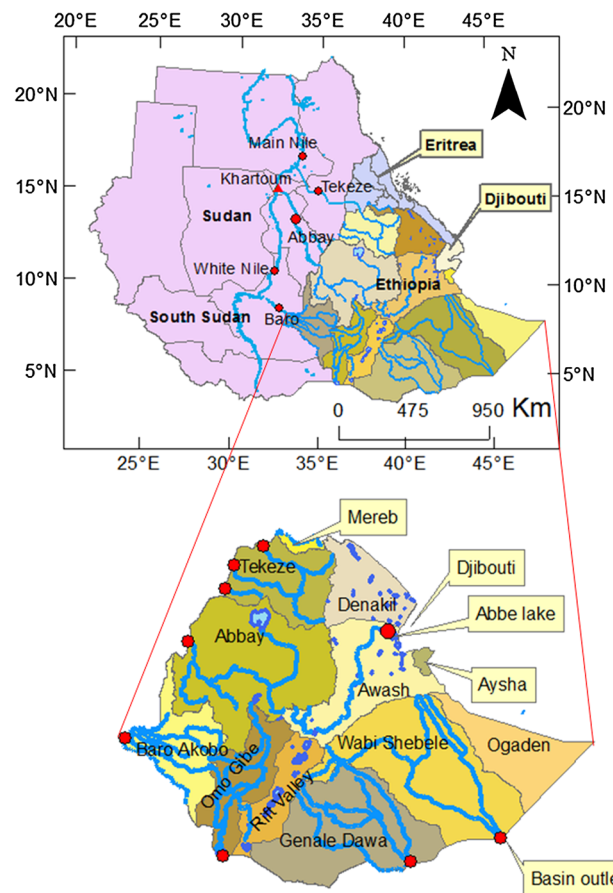 20°E 25°E 30°E 35°E 40°E 45°E
N
20°N 20°N
Main Nile
Eritrea
Khartoum Tekeze
15°N 15°N
Djibouti
Sudan
Abbay
White Nile
10°N 10°N
Ethiopia
South Sudan Baro
5°N 5°N
0 475 950 Km
25°E 30°E 35°E 40°E 45°E
Mereb
Tekeze
Djibouti
Denakil
Abbe lake
Abbay
Awash
Aysha
Baro Akobo
Wabi Shebele
Ogaden
Omo Gibe
Rift Valley
Genale Dawa
Basin outle